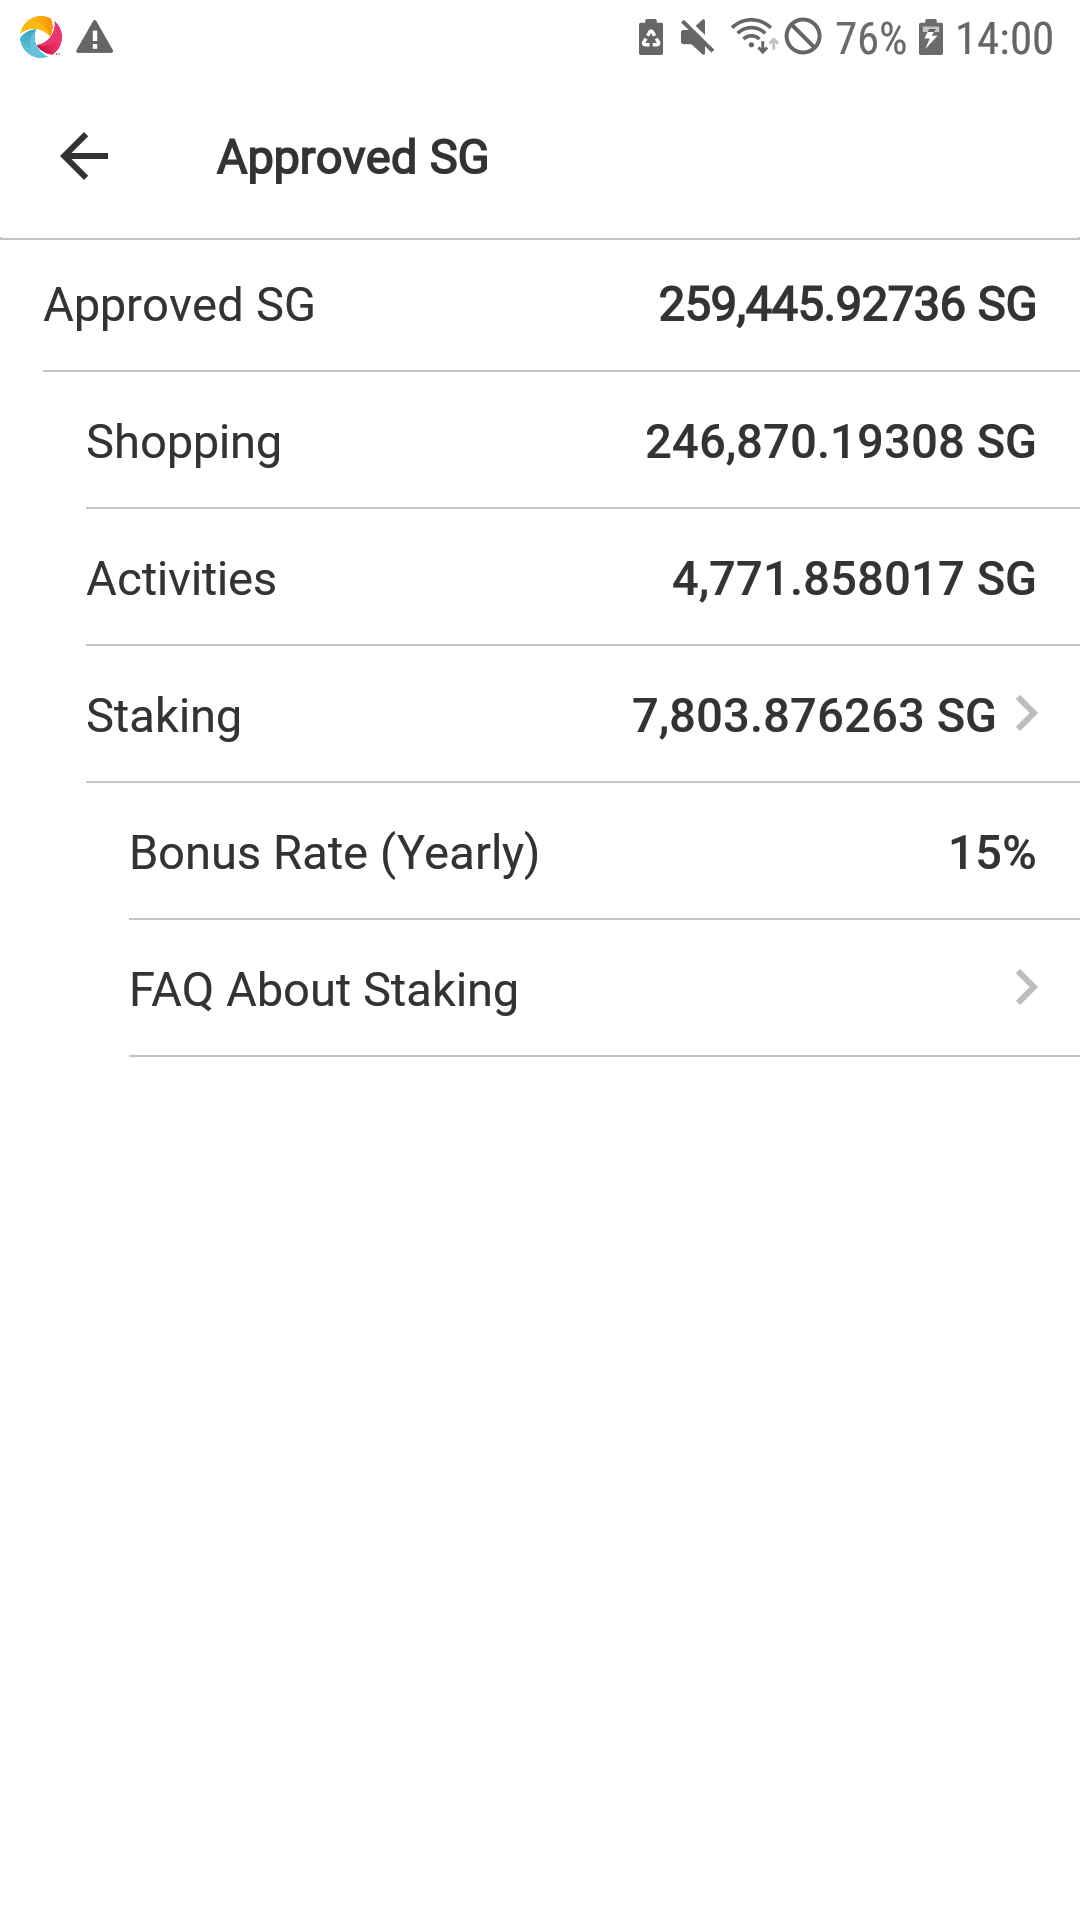 76% 14:00
Approved SG
Approved SG 259,445.92736 SG
Shopping 246,870.19308 SG
Activities 4,771.858017 SG
Staking 7,803.876263 SG
Bonus Rate (Yearly) 15%
FAQ About Staking